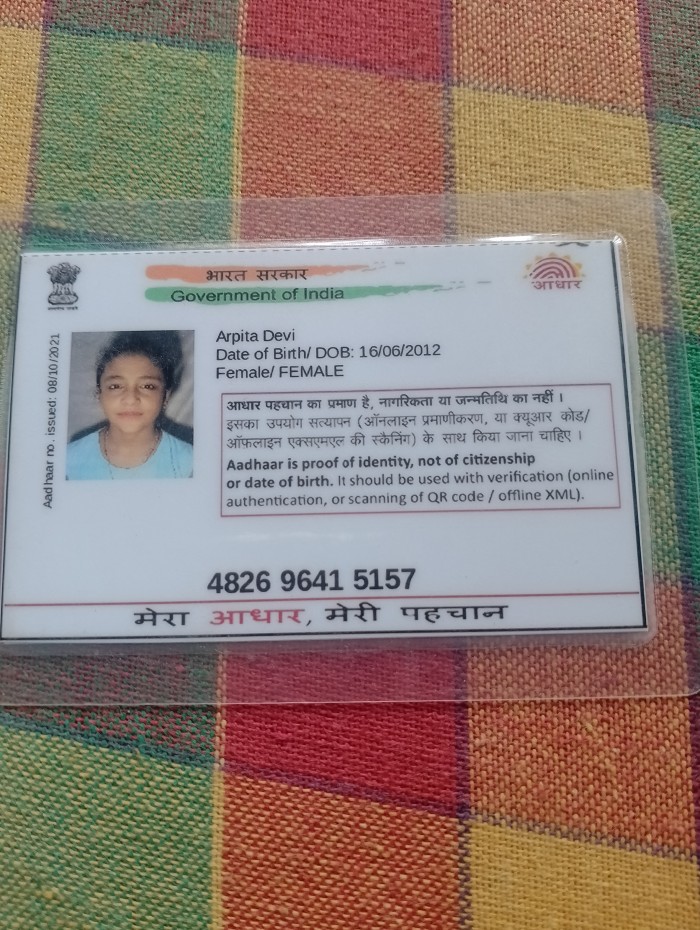 भारत सरकार
Government of India
आधार
Aadhaar no. issued: 08/10/2021
Arpita Devi
Date of Birth/ DOB: 16/06/2012
Female/ FEMALE
आधार पहचान का प्रमाण है, नागरिकता या जन्मतिथि का नहीं ।
इसका उपयोग सत्यापन (ऑनलाइन प्रमाणीकरण, या क्यूआर कोड/
ऑफलाइन एक्सएमएल की स्कैनिंग) के साथ किया जाना चाहिए ।
Aadhaar is proof of identity, not of citizenship
or date of birth. It should be used with verification (online
authentication, or scanning of QR code / offline XML).
4826 9641 5157
मेरा आधार, मेरी पहचान